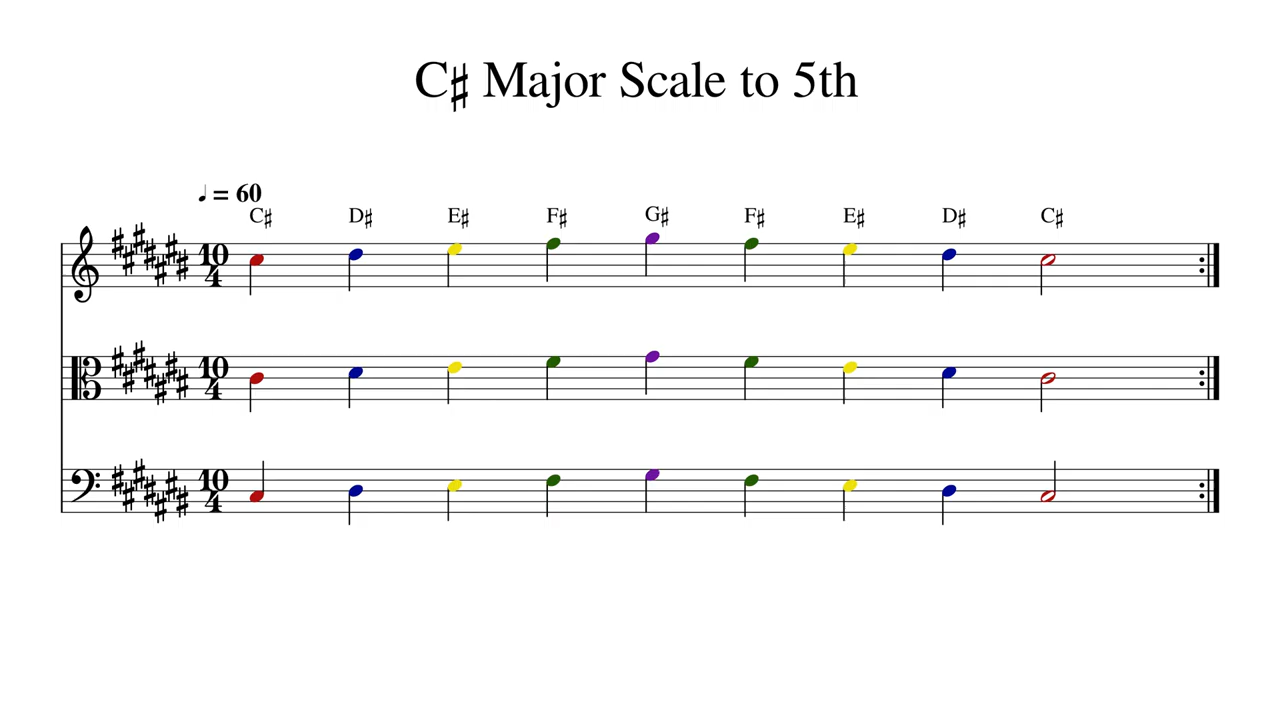 C♯ Major Scale to 5th
♩ = 60
C♯ D♯ E♯ F♯ G♯ F♯ E♯ D♯ C♯
10
4
10
4
10
4